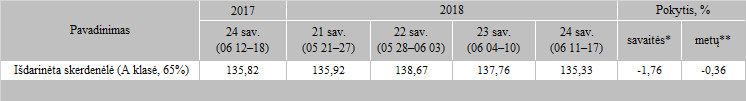 Pavadinimas 2017 2018 Pokytis, %
24 sav. (06 12–18) 21 sav. (05 21–27) 22 sav. (05 28–06 03) 23 sav. (06 04–10) 24 sav. (06 11–17) savaitės* metų**
Išdarinėta skerdenėlė (A klasė, 65%) 135,82 135,92 138,67 137,76 135,33 -1,76 -0,36